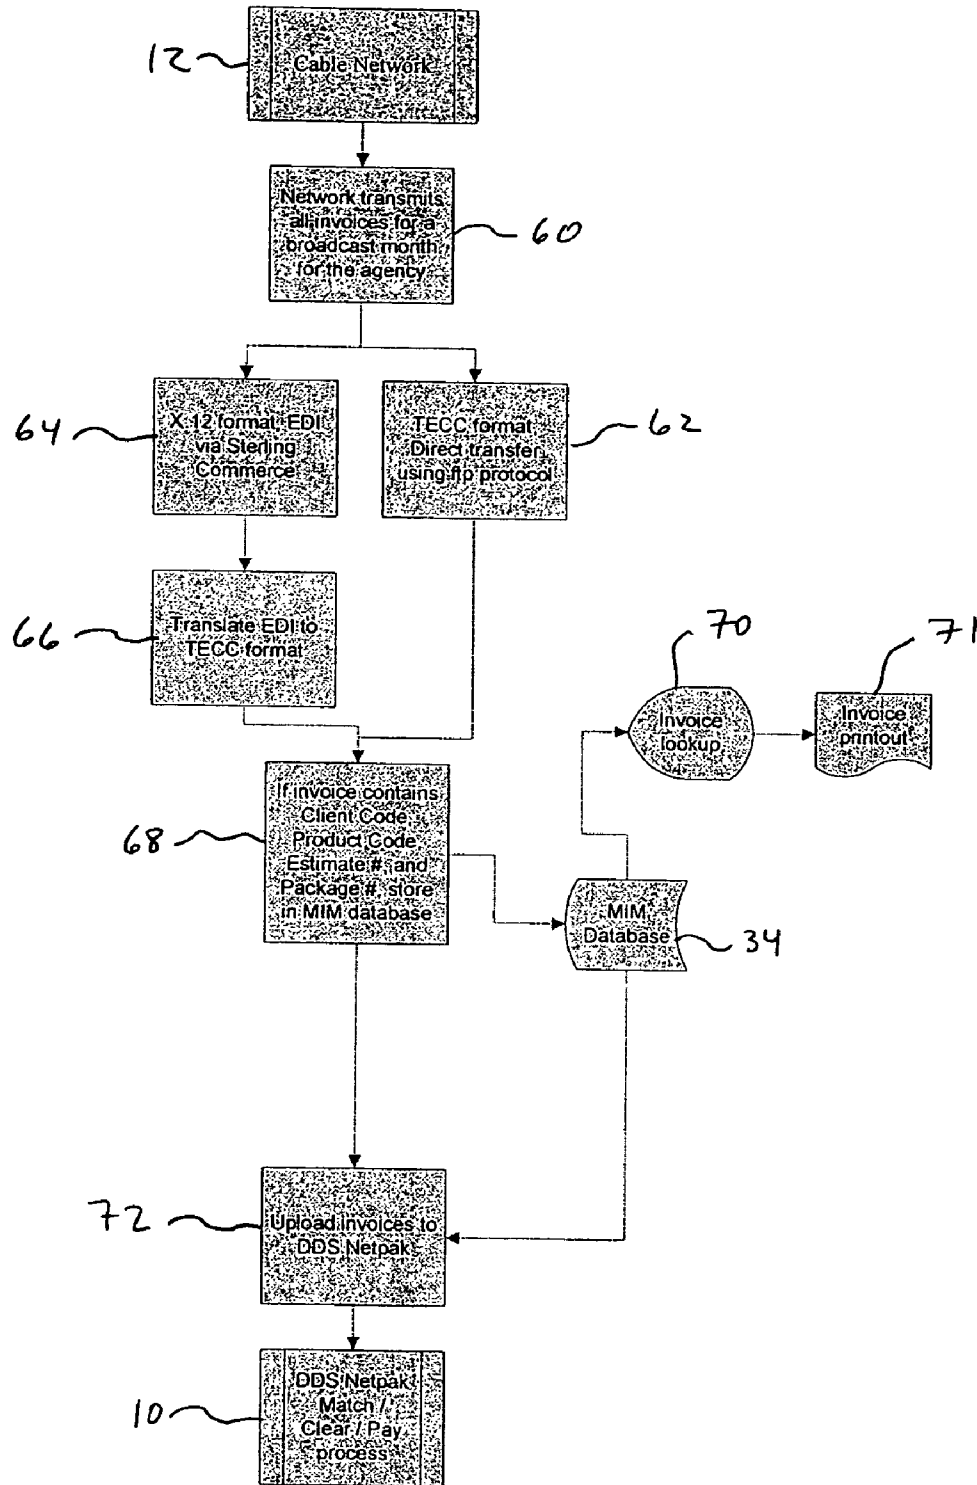 12
Cable Network
Network transmits
all invoices for a
broadcast month
for the agency
60
64
X.12 format EDI
via Sterling
Commerce
TECC format
Direct transfer
using ftp protocol
62
66
Translate EDI to
TECC format
70
71
Invoice
lookup
Invoice
printout
68
If invoice contains
Client Code
Product Code
Estimate #, and
Package #, store
in MIM database
MIM
Database
34
72
Upload invoices to
DDS Netpak
10
DDS Netpak
Match /
Clear / Pay
process